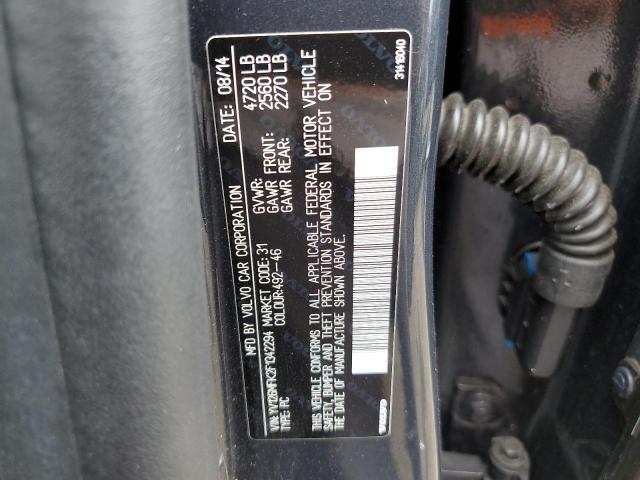 MFD BY VOLVO CAR CORPORATION DATE: 08/14
GVWR: 4720 LB
GAWR FRONT: 2560 LB
GAWR REAR: 2270 LB
MARKET CODE: 31
TYPE: PC COLOUR: 492-46
THIS VEHICLE CONFORMS TO ALL APPLICABLE FEDERAL MOTOR VEHICLE
SAFETY, BUMPER AND THEFT PREVENTION STANDARDS IN EFFECT ON
THE DATE OF MANUFACTURE SHOWN ABOVE.
31416040